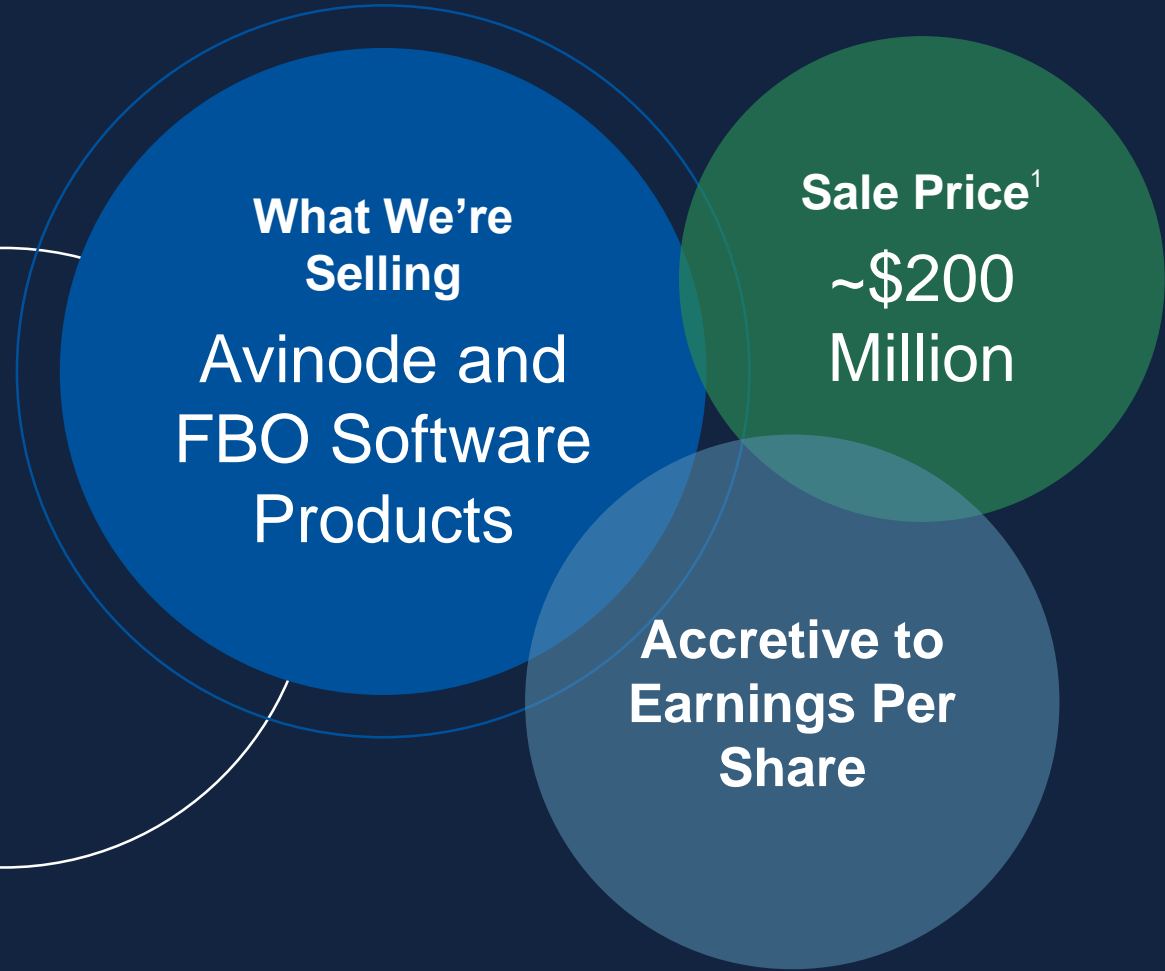 What We’re
Selling
Avinode and
FBO Software
Products
Sale Price¹
~$200
Million
Accretive to
Earnings Per
Share